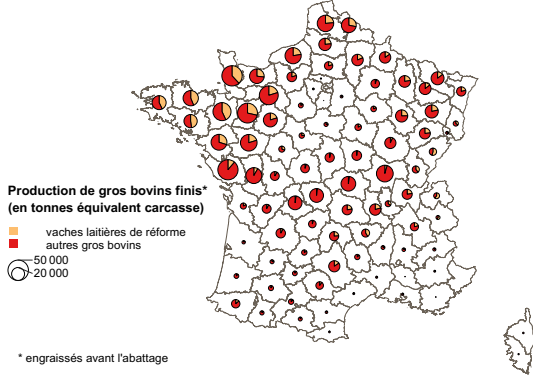 Production de gros bovins finis*
(en tonnes équivalent carcasse)
vaches laitières de réforme
autres gros bovins
50 000
20 000
* engraissés avant l'abattage